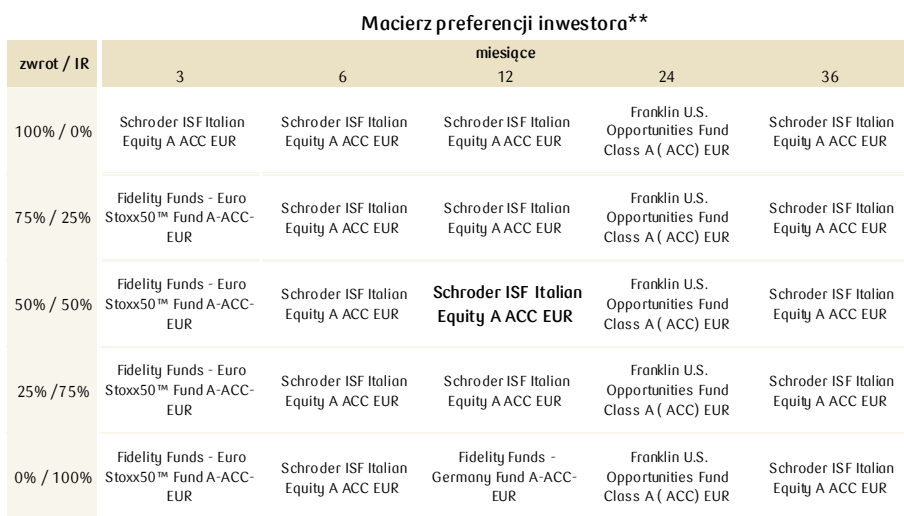 Macierz preferencji inwestora**
zwrot / IR
miesiące
3 6 12 24 36
100% / 0%
Schroder ISF Italian
Equity A ACC EUR
Schroder ISF Italian
Equity A ACC EUR
Schroder ISF Italian
Equity A ACC EUR
Franklin U.S.
Opportunities Fund
Class A ( ACC) EUR
Schroder ISF Italian
Equity A ACC EUR
75% / 25%
Fidelity Funds - Euro
Stoxx50™ Fund A-ACC-
EUR
Schroder ISF Italian
Equity A ACC EUR
Schroder ISF Italian
Equity A ACC EUR
Franklin U.S.
Opportunities Fund
Class A ( ACC) EUR
Schroder ISF Italian
Equity A ACC EUR
50% / 50%
Fidelity Funds - Euro
Stoxx50™ Fund A-ACC-
EUR
Schroder ISF Italian
Equity A ACC EUR
Schroder ISF Italian
Equity A ACC EUR
Franklin U.S.
Opportunities Fund
Class A ( ACC) EUR
Schroder ISF Italian
Equity A ACC EUR
25% /75%
Fidelity Funds - Euro
Stoxx50™ Fund A-ACC-
EUR
Schroder ISF Italian
Equity A ACC EUR
Schroder ISF Italian
Equity A ACC EUR
Franklin U.S.
Opportunities Fund
Class A ( ACC) EUR
Schroder ISF Italian
Equity A ACC EUR
0% / 100%
Fidelity Funds - Euro
Stoxx50™ Fund A-ACC-
EUR
Schroder ISF Italian
Equity A ACC EUR
Fidelity Funds -
Germany Fund A-ACC-
EUR
Franklin U.S.
Opportunities Fund
Class A ( ACC) EUR
Schroder ISF Italian
Equity A ACC EUR